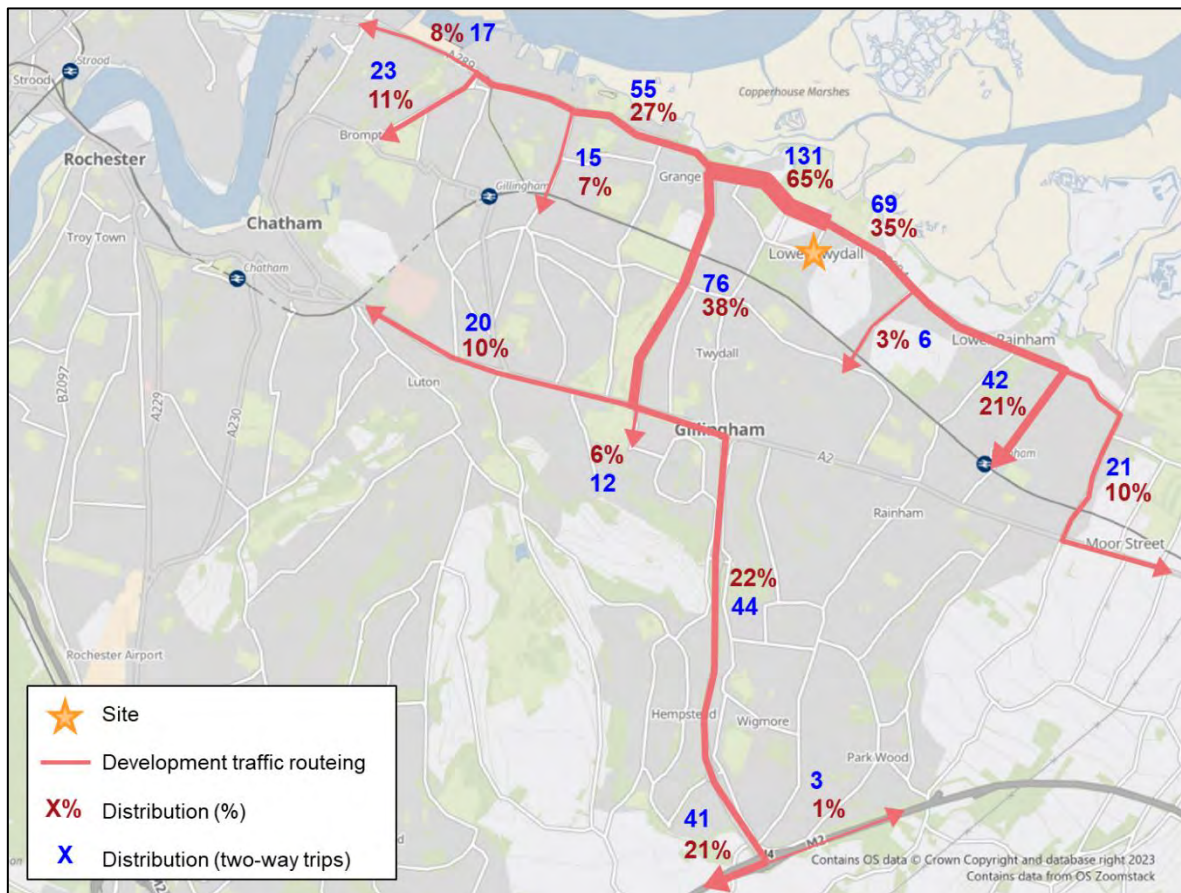 8% 17
A289
23
11%
Strood
Strood
55
27%
Copperhouse Marshes
Rochester
15
7%
Gillingham
Grange
131
65%
69
35%
Chatham
Troy Town
Chatham
76
38%
20
10%
Twydall
3% 6
Lower Rainham
42
21%
B2097
A229
A230
Luton
Gillingham
6%
12
A2
21
10%
Rainham
Moor Street
22%
44
Rochester Airport
Hempstead
Wigmore
Park Wood
3
1%
41
21%
M2
Contains OS data © Crown Copyright and database right 2023
Contains data from OS Zoomstack
Site
Development traffic routeing
X% Distribution (%)
X Distribution (two-way trips)